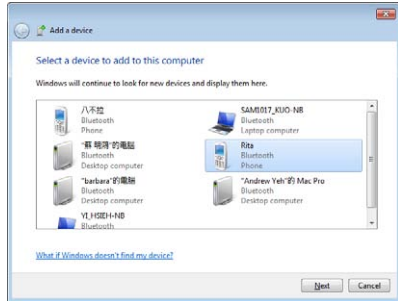 Add a device
Select a device to add to this computer
Windows will continue to look for new devices and display them here.
八不拉
Bluetooth
Phone
SAMS017_KUO-NB
Bluetooth
Laptop computer
"蘇 明鴻"的電腦
Bluetooth
Desktop computer
Rita
Bluetooth
Phone
"barbara"的電腦
Bluetooth
Desktop computer
"Andrew Yeh"的 Mac Pro
Bluetooth
Desktop computer
YI_HSIEH-NB
Bluetooth
What if Windows doesn't find my device?
Next
Cancel